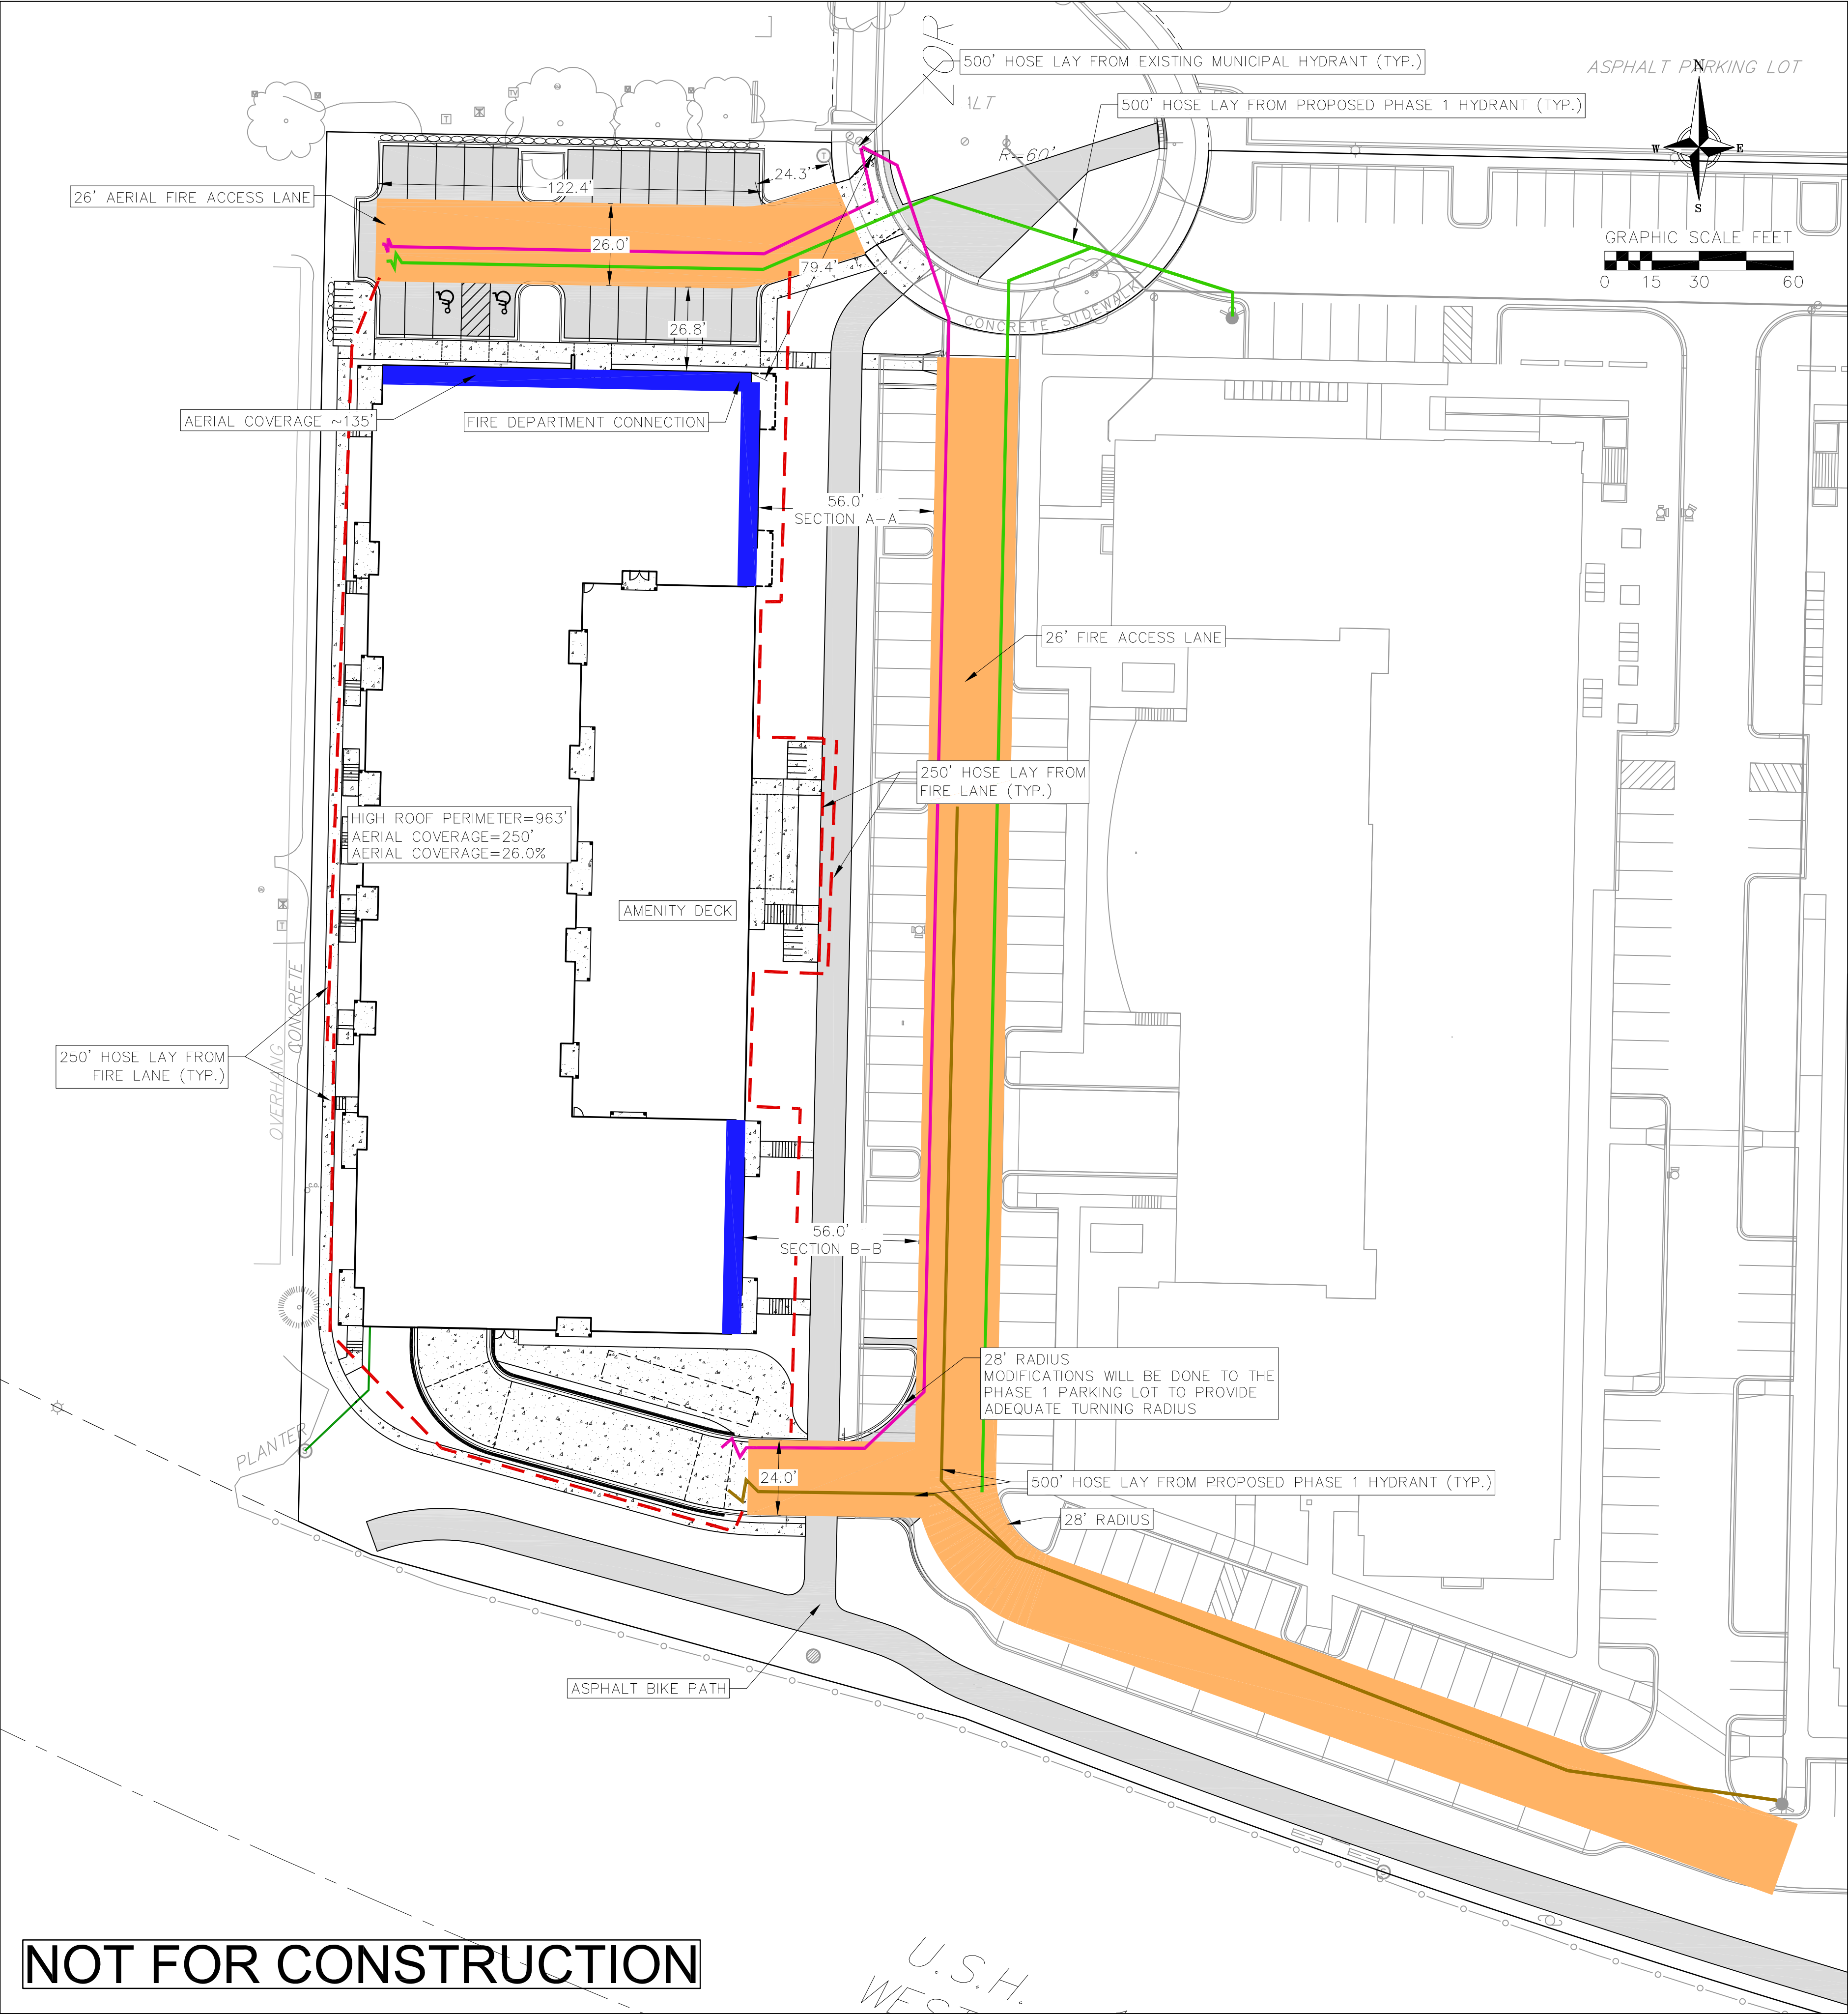 ZOR
ALT
500' HOSE LAY FROM EXISTING MUNICIPAL HYDRANT (TYP.)
ASPHALT PARKING LOT
N
W
E
S
500' HOSE LAY FROM PROPOSED PHASE 1 HYDRANT (TYP.)
TV
T
T
R=60'
24.3'
122.4'
26' AERIAL FIRE ACCESS LANE
26.0'
79.4'
GRAPHIC SCALE FEET
0 15 30 60
CONCRETE SIDEWALK
26.8'
AERIAL COVERAGE ~135'
FIRE DEPARTMENT CONNECTION
56.0'
SECTION A-A
26' FIRE ACCESS LANE
250' HOSE LAY FROM
FIRE LANE (TYP.)
HIGH ROOF PERIMETER=963'
AERIAL COVERAGE=250'
AERIAL COVERAGE=26.0%
AMENITY DECK
T
CONCRETE
OVERHANG
250' HOSE LAY FROM
FIRE LANE (TYP.)
56.0'
SECTION B-B
28' RADIUS
MODIFICATIONS WILL BE DONE TO THE
PHASE 1 PARKING LOT TO PROVIDE
ADEQUATE TURNING RADIUS
PLANTER
24.0'
500' HOSE LAY FROM PROPOSED PHASE 1 HYDRANT (TYP.)
28' RADIUS
ASPHALT BIKE PATH
NOT FOR CONSTRUCTION
U.S.H.